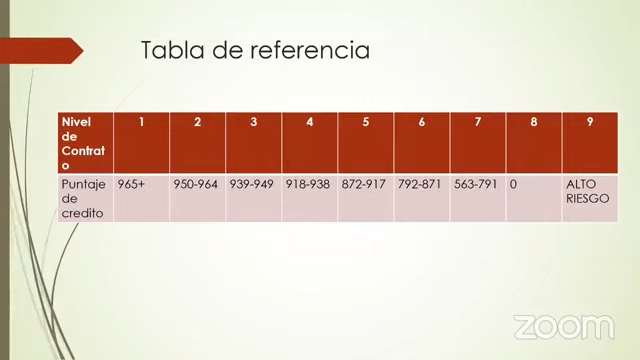 Tabla de referencia
Nivel de Contrato 1 2 3 4 5 6 7 8 9
Puntaje de credito 965+ 950-964 939-949 918-938 872-917 792-871 563-791 0 ALTO RIESGO
zoom